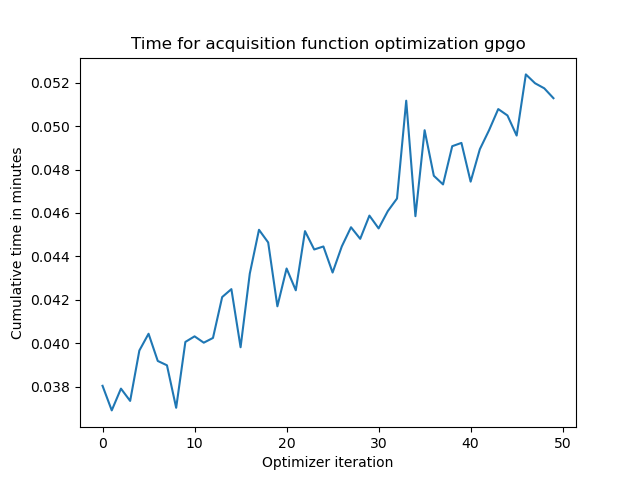 Time for acquisition function optimization gpgo
0.052
0.050
0.048
0.046
0.044
0.042
0.040
0.038
Cumulative time in minutes
0 10 20 30 40 50
Optimizer iteration